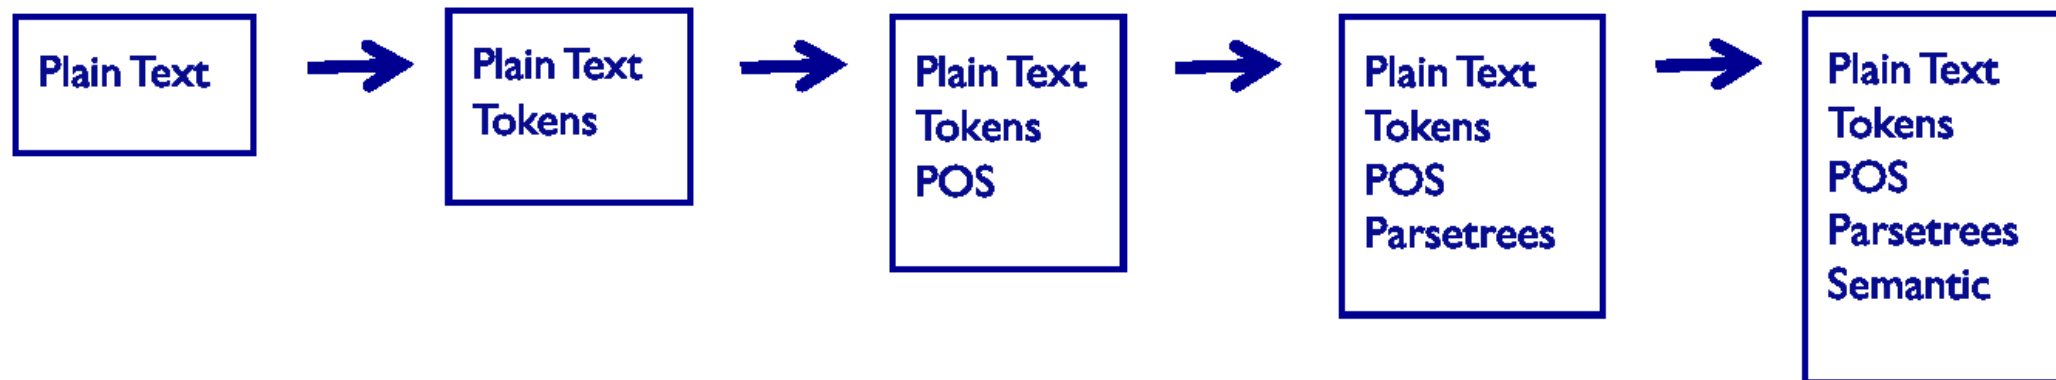 Plain Text
Plain Text
Tokens
Plain Text
Tokens
POS
Plain Text
Tokens
POS
Parsetrees
Plain Text
Tokens
POS
Parsetrees
Semantic